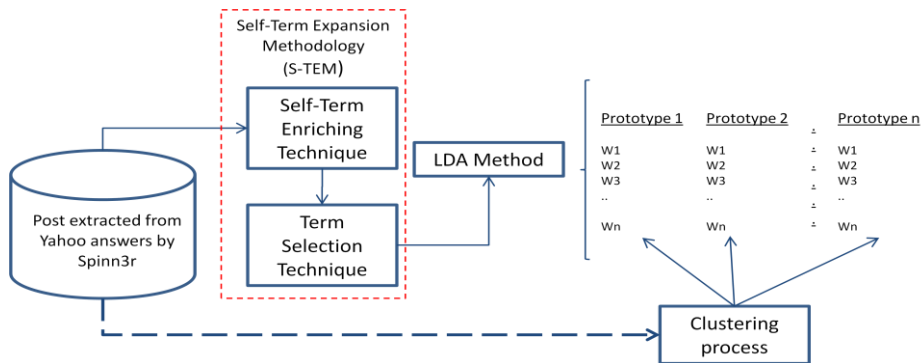 Self-Term Expansion
Methodology
(S-TEM)
Self-Term
Enriching
Technique
Term
Selection
Technique
Post extracted from
Yahoo answers by
Spinn3r
LDA Method
Prototype 1 Prototype 2 . Prototype n
W1 W1 . W1
W2 W2 . W2
W3 W3 . W3
.. .. . ..
Wn Wn . Wn
Clustering
process